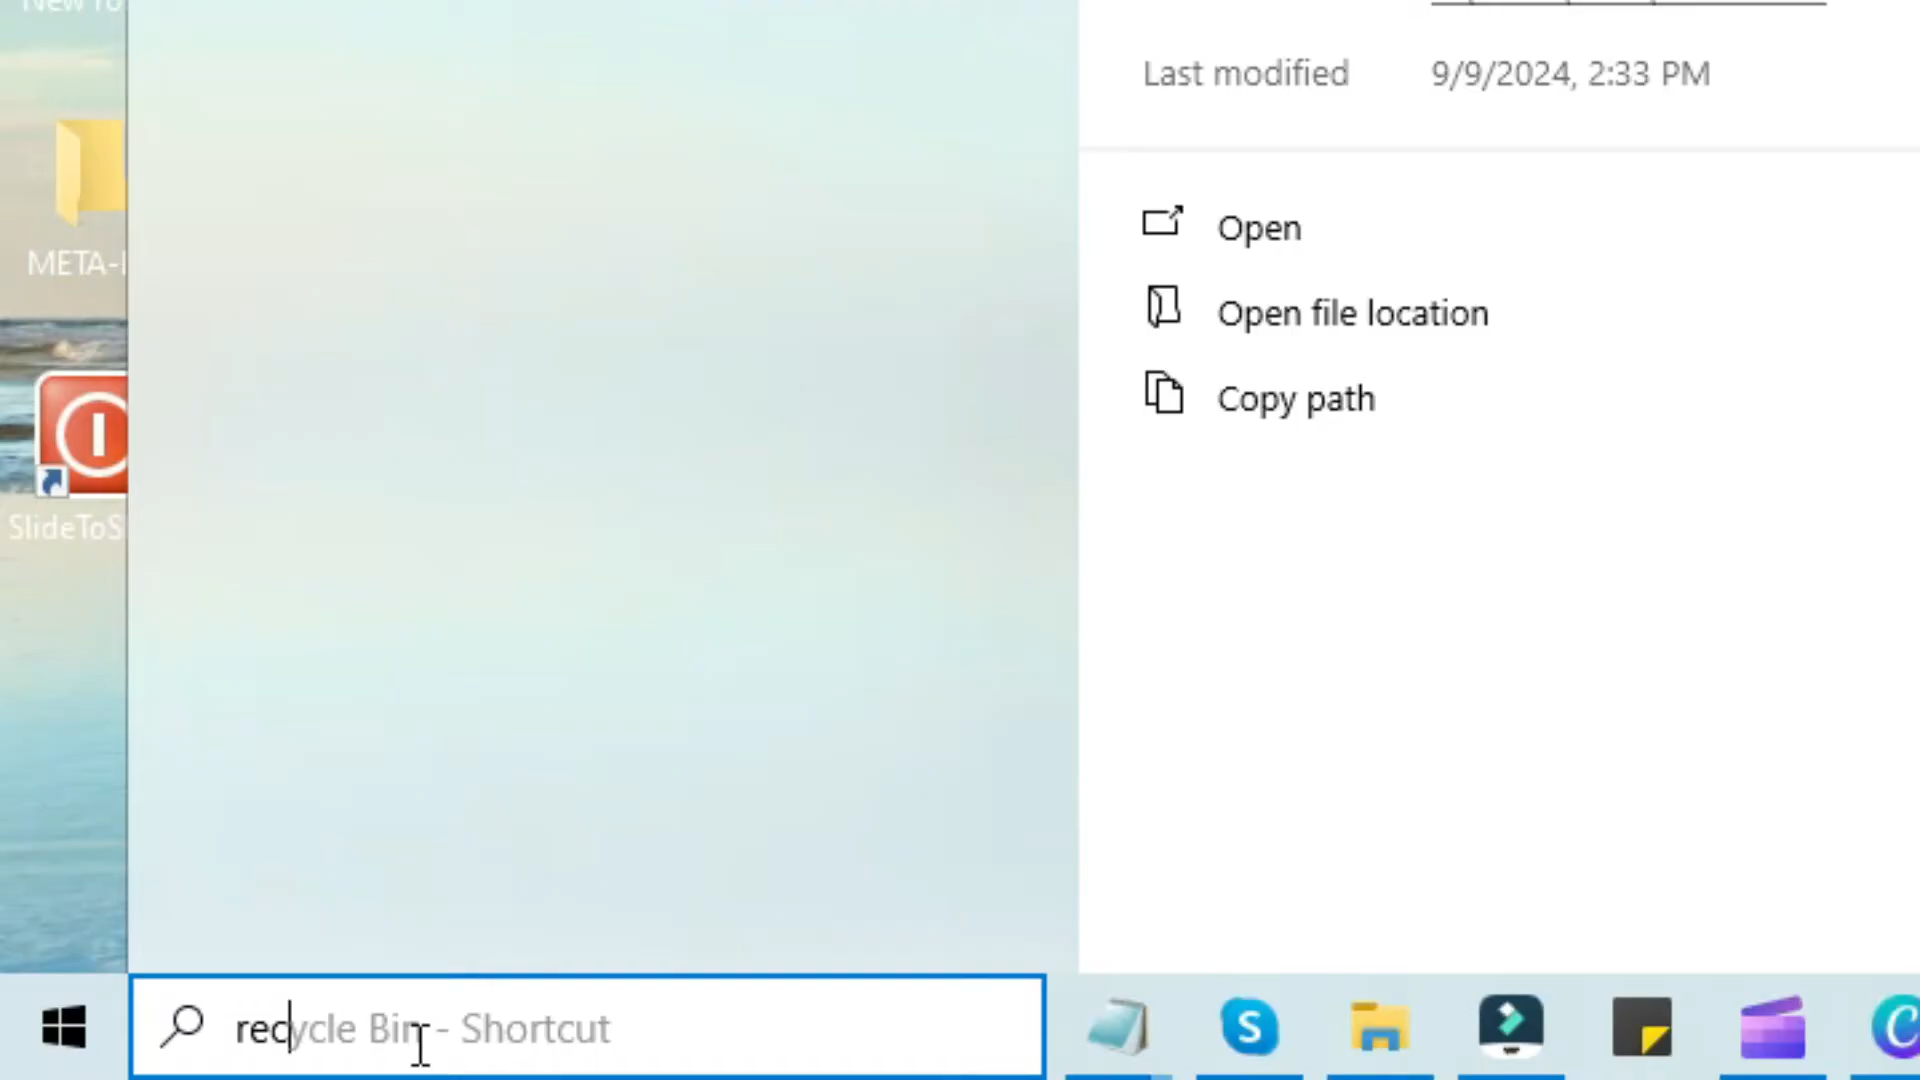 New To
Last modified 9/9/2024, 2:33 PM
META-I
Open
Open file location
Copy path
SlideToS
recycle Bin - Shortcut